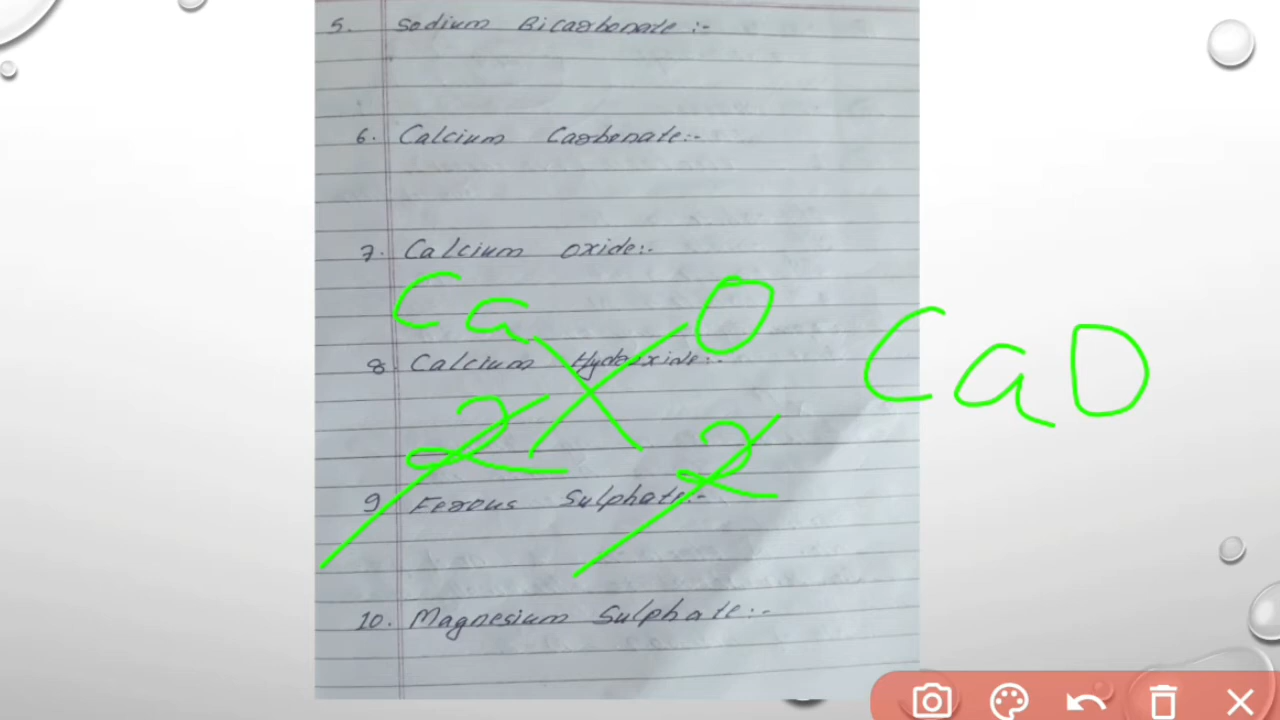 5. Sodium Bicarbonate :-
6. Calcium Carbonate:-
7. Calcium Oxide:-
Ca O
CaO
8. Calcium Hydroxide:-
2 2
9 Ferous Sulphate:-
10. Magnesium Sulphate:-